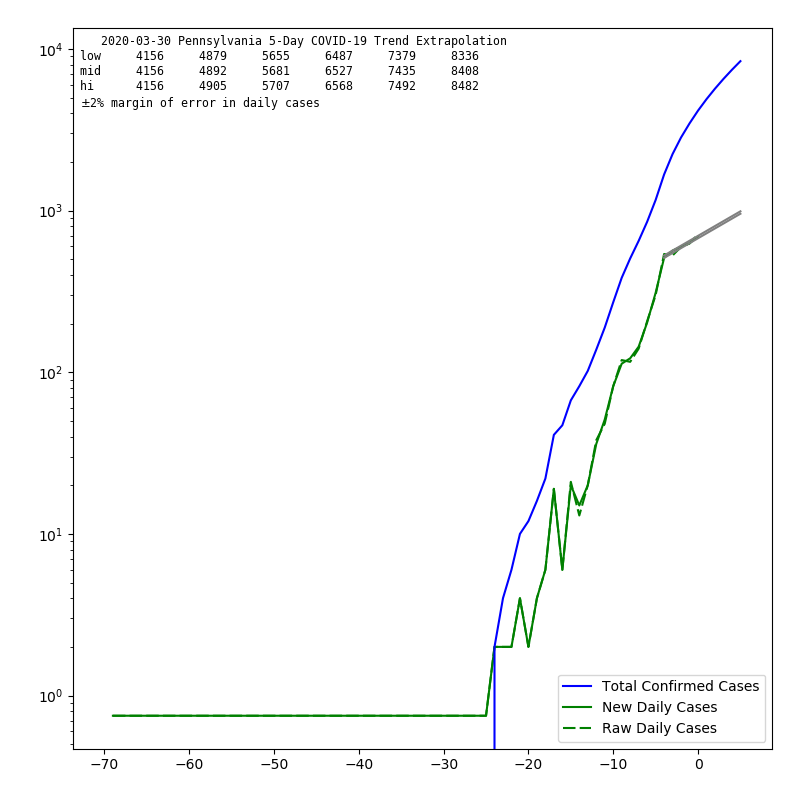 2020-03-30 Pennsylvania 5-Day COVID-19 Trend Extrapolation
low 4156 4879 5655 6487 7379 8336
mid 4156 4892 5681 6527 7435 8408
hi 4156 4905 5707 6568 7492 8482
±2% margin of error in daily cases
10⁴
10³
10²
10¹
10⁰
Total Confirmed Cases
New Daily Cases
Raw Daily Cases
−70 −60 −50 −40 −30 −20 −10 0